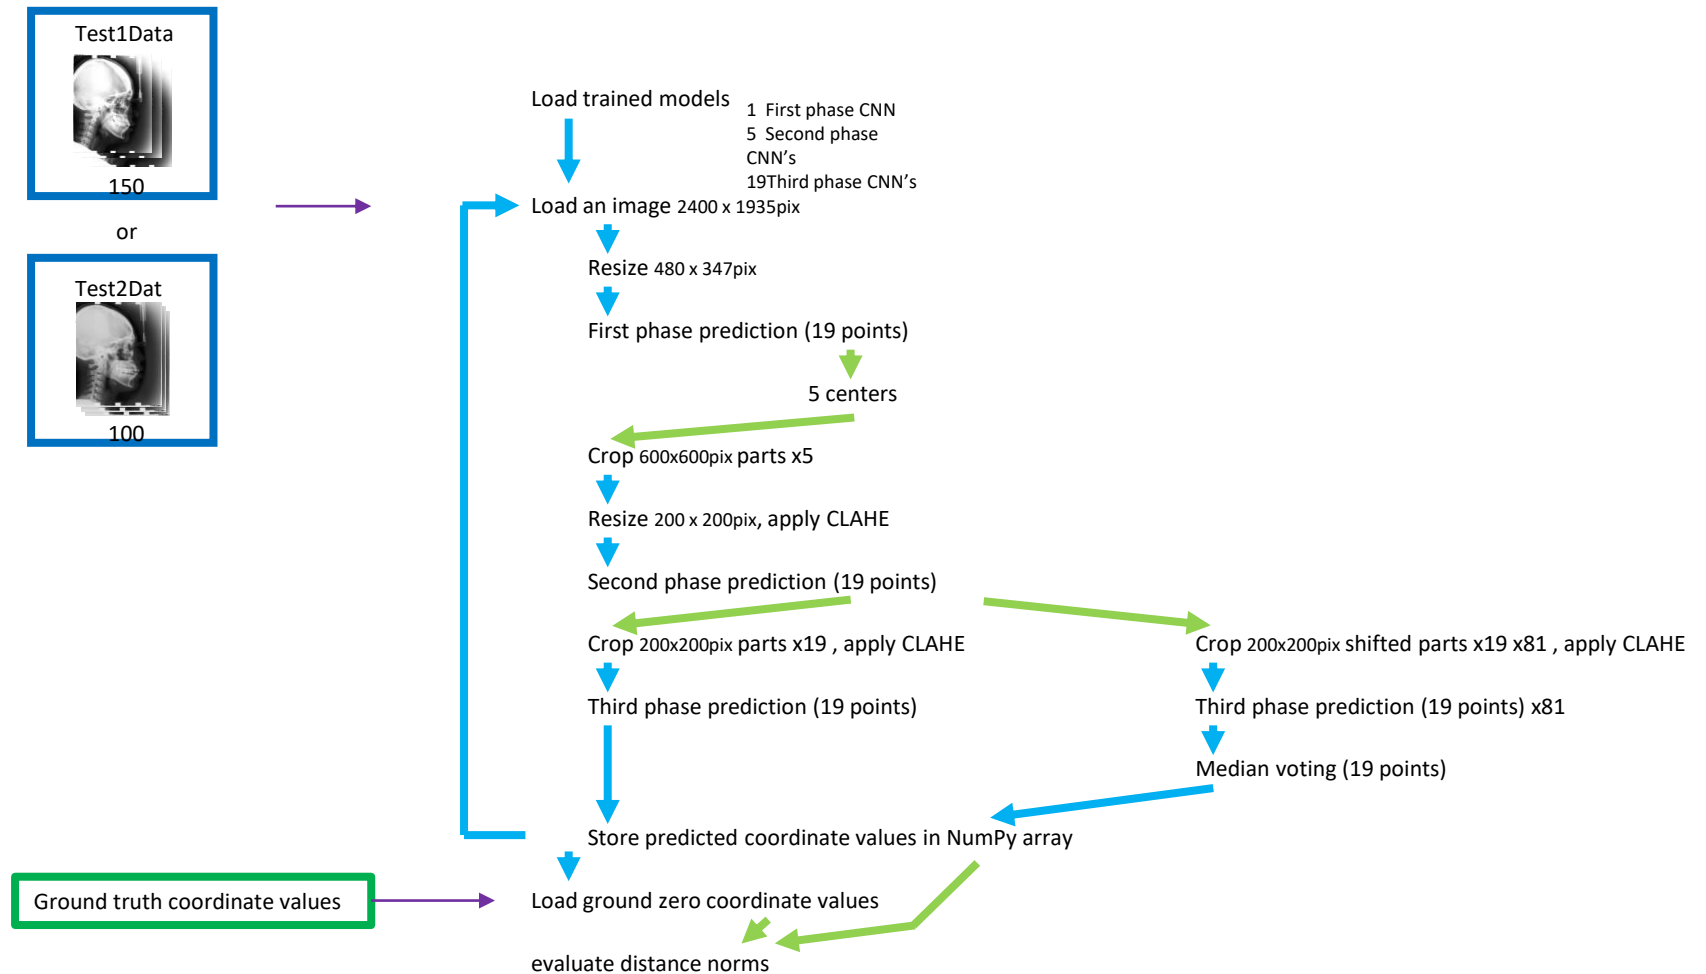 Test1Data
150
or
Test2Dat
100
Load trained models
1 First phase CNN
5 Second phase
CNN's
19Third phase CNN's
Load an image 2400 x 1935pix
Resize 480 x 347pix
First phase prediction (19 points)
5 centers
Crop 600x600pix parts x5
Resize 200 x 200pix, apply CLAHE
Second phase prediction (19 points)
Crop 200x200pix parts x19 , apply CLAHE
Third phase prediction (19 points)
Crop 200x200pix shifted parts x19 x81 , apply CLAHE
Third phase prediction (19 points) x81
Median voting (19 points)
Store predicted coordinate values in NumPy array
Ground truth coordinate values
Load ground zero coordinate values
evaluate distance norms